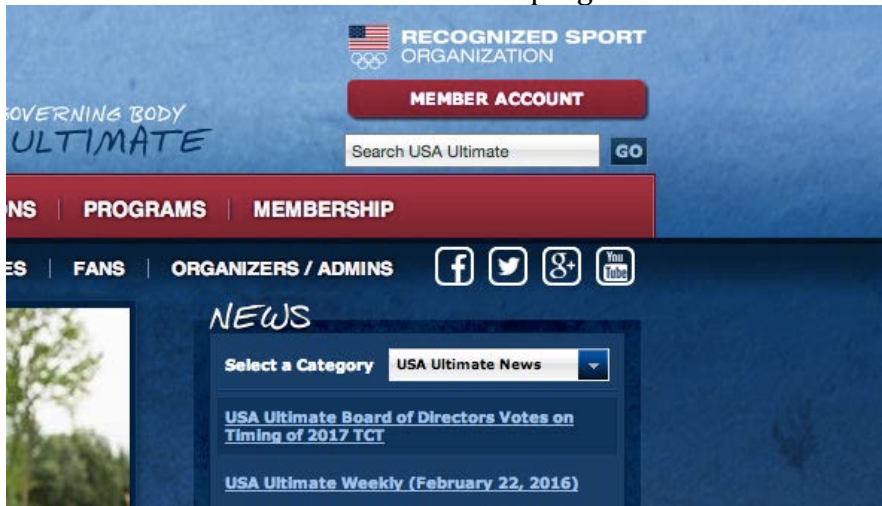 RECOGNIZED SPORT
ORGANIZATION
MEMBER ACCOUNT
GOVERNING BODY
ULTIMATE
Search USA Ultimate GO
NS | PROGRAMS | MEMBERSHIP
ES | FANS | ORGANIZERS / ADMINS
f g+ You Tube
NEWS
Select a Category USA Ultimate News
USA Ultimate Board of Directors Votes on
Timing of 2017 TCT
USA Ultimate Weekly (February 22, 2016)